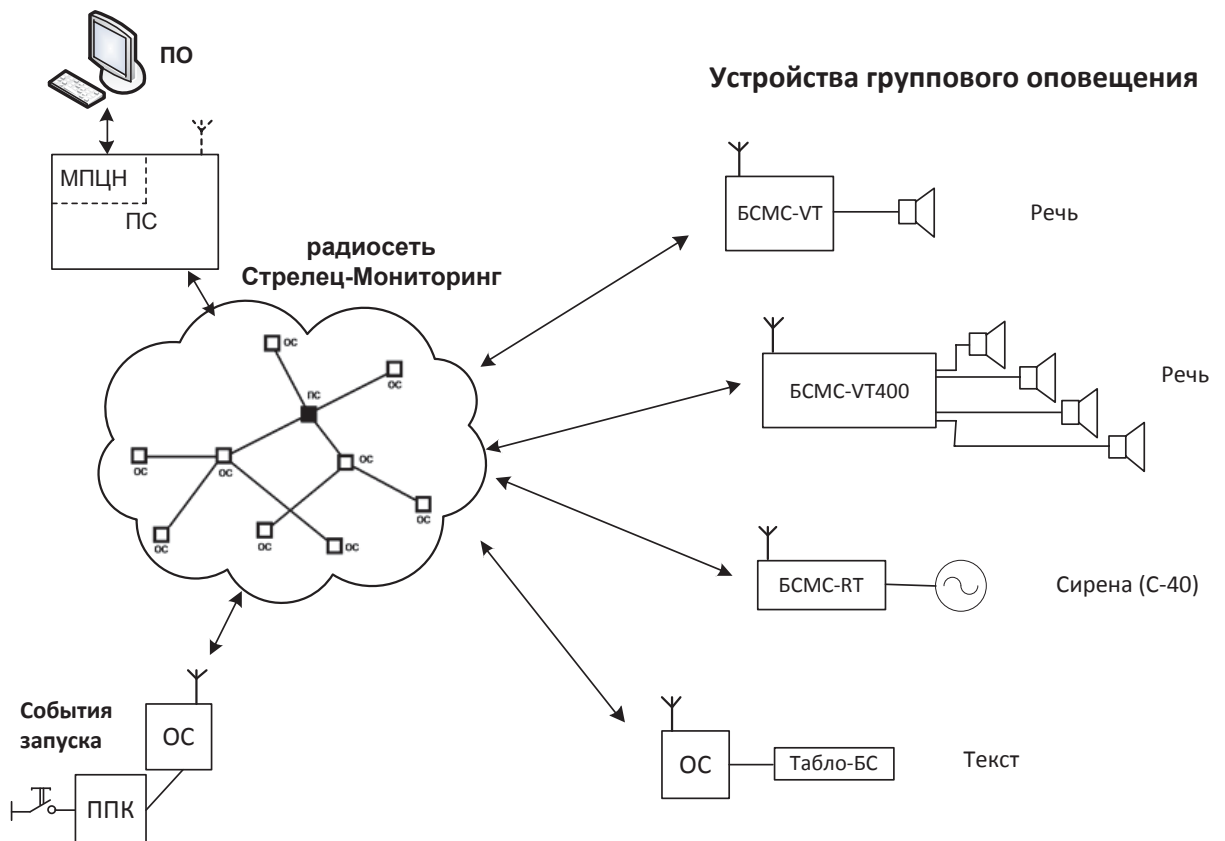 ПО
Устройства группового оповещения
МПЦН
ПС
БСМС-VT
Речь
радиосеть
Стрелец-Мониторинг
ос
ос
пс
БСМС-VT400
Речь
ос
ос
ос
ос
ос
ос
ос
БСМС-RT
Сирена (С-40)
События
запуска
ОС
ППК
ОС
Табло-БС
Текст